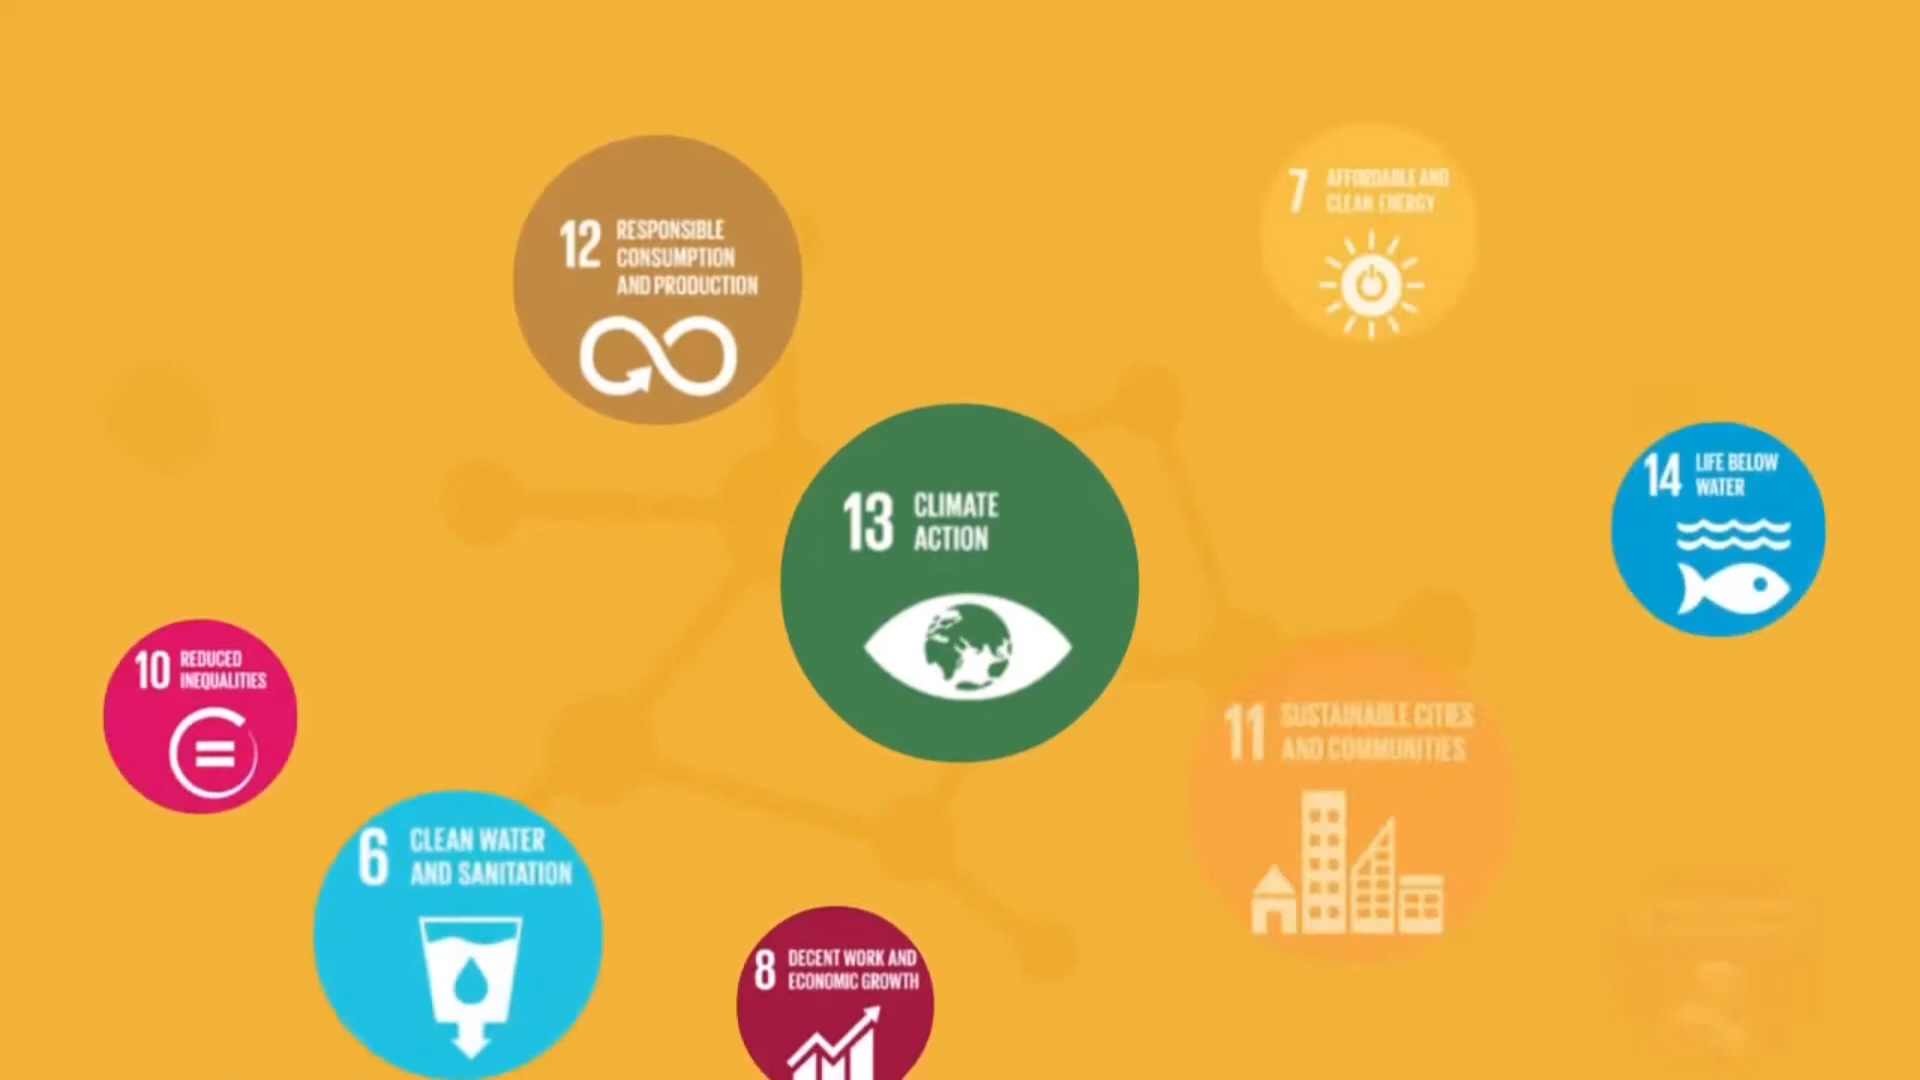 12 RESPONSIBLE
CONSUMPTION
AND PRODUCTION
7 AFFORDABLE AND
CLEAN ENERGY
13 CLIMATE
ACTION
14 LIFE BELOW
WATER
10 REDUCED
INEQUALITIES
11 SUSTAINABLE CITIES
AND COMMUNITIES
6 CLEAN WATER
AND SANITATION
8 DECENT WORK AND
ECONOMIC GROWTH